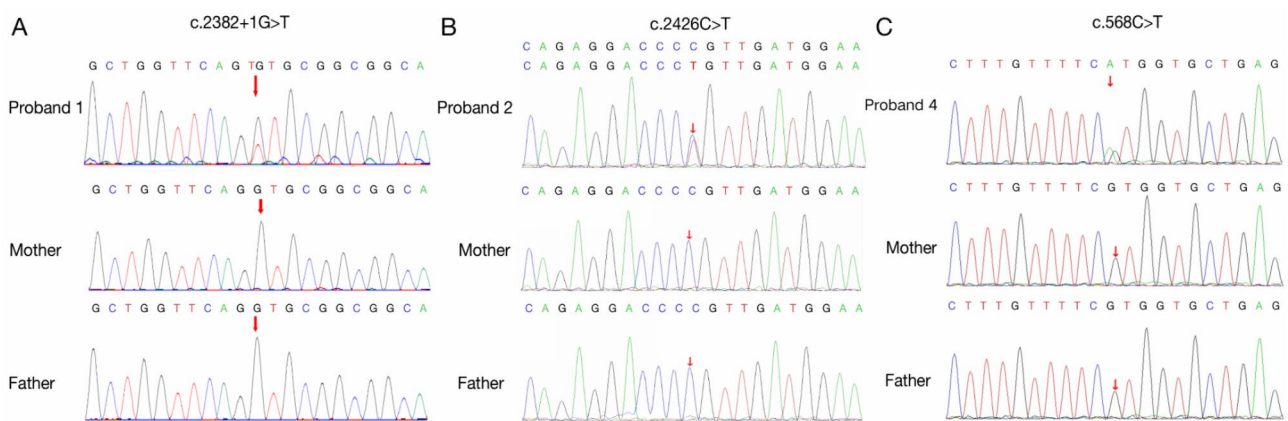 A
c.2382+1G>T
G C T G G T T C A G T G T G C G G C G G C A
Proband 1
G C T G G T T C A G G T G C G G C G G C A
Mother
G C T G G T T C A G G T G C G G C G G C A
Father
B
c.2426C>T
C A G A G G A C C C C G T T G A T G G A A
C A G A G G A C C C T G T T G A T G G A A
Proband 2
C A G A G G A C C C C G T T G A T G G A A
Mother
C A G A G G A C C C C G T T G A T G G A A
Father
C
c.568C>T
C T T T G T T T T C A T G G T G C T G A G
Proband 4
C T T T G T T T T C G T G G T G C T G A G
Mother
C T T T G T T T T C G T G G T G C T G A G
Father